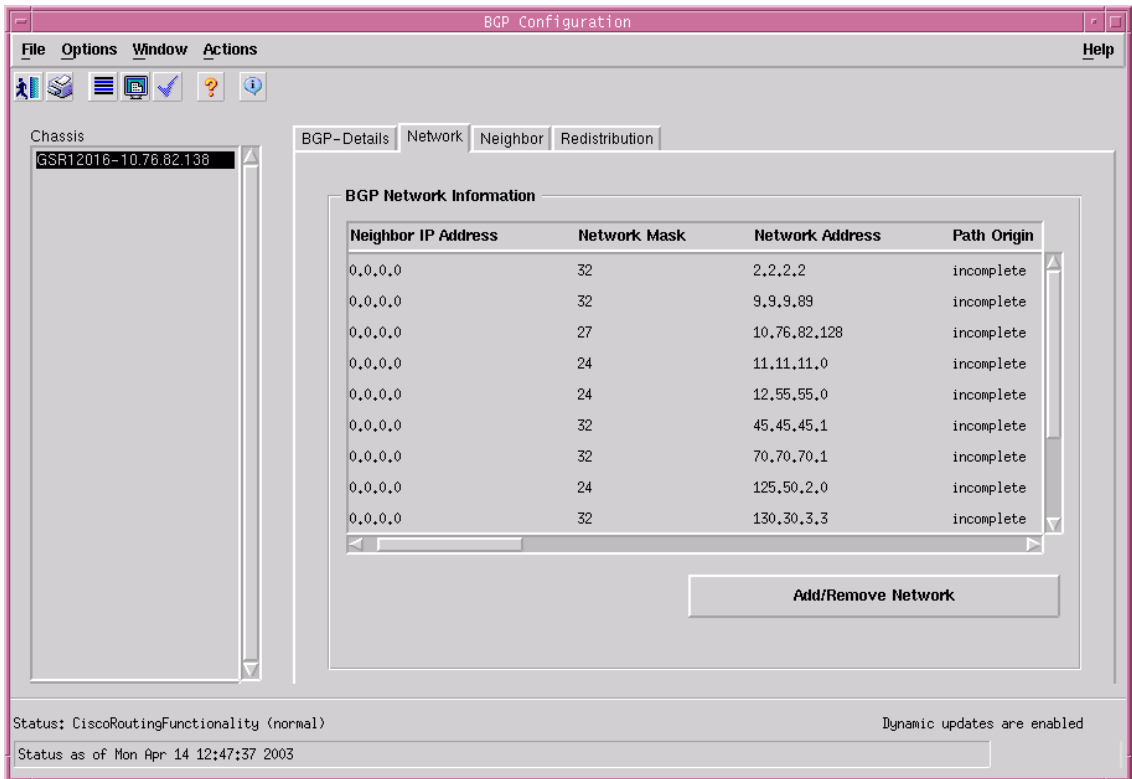 BGP Configuration
File Options Window Actions Help
Chassis
GSR12016-10.76.82.138
BGP-Details Network Neighbor Redistribution
BGP Network Information
Neighbor IP Address Network Mask Network Address Path Origin
0.0.0.0 32 2.2.2.2 incomplete
0.0.0.0 32 9.9.9.89 incomplete
0.0.0.0 27 10.76.82.128 incomplete
0.0.0.0 24 11.11.11.0 incomplete
0.0.0.0 24 12.55.55.0 incomplete
0.0.0.0 32 45.45.45.1 incomplete
0.0.0.0 32 70.70.70.1 incomplete
0.0.0.0 24 125.50.2.0 incomplete
0.0.0.0 32 130.30.3.3 incomplete
Add/Remove Network
Status: CiscoRoutingFunctionality (normal) Dynamic updates are enabled
Status as of Mon Apr 14 12:47:37 2003